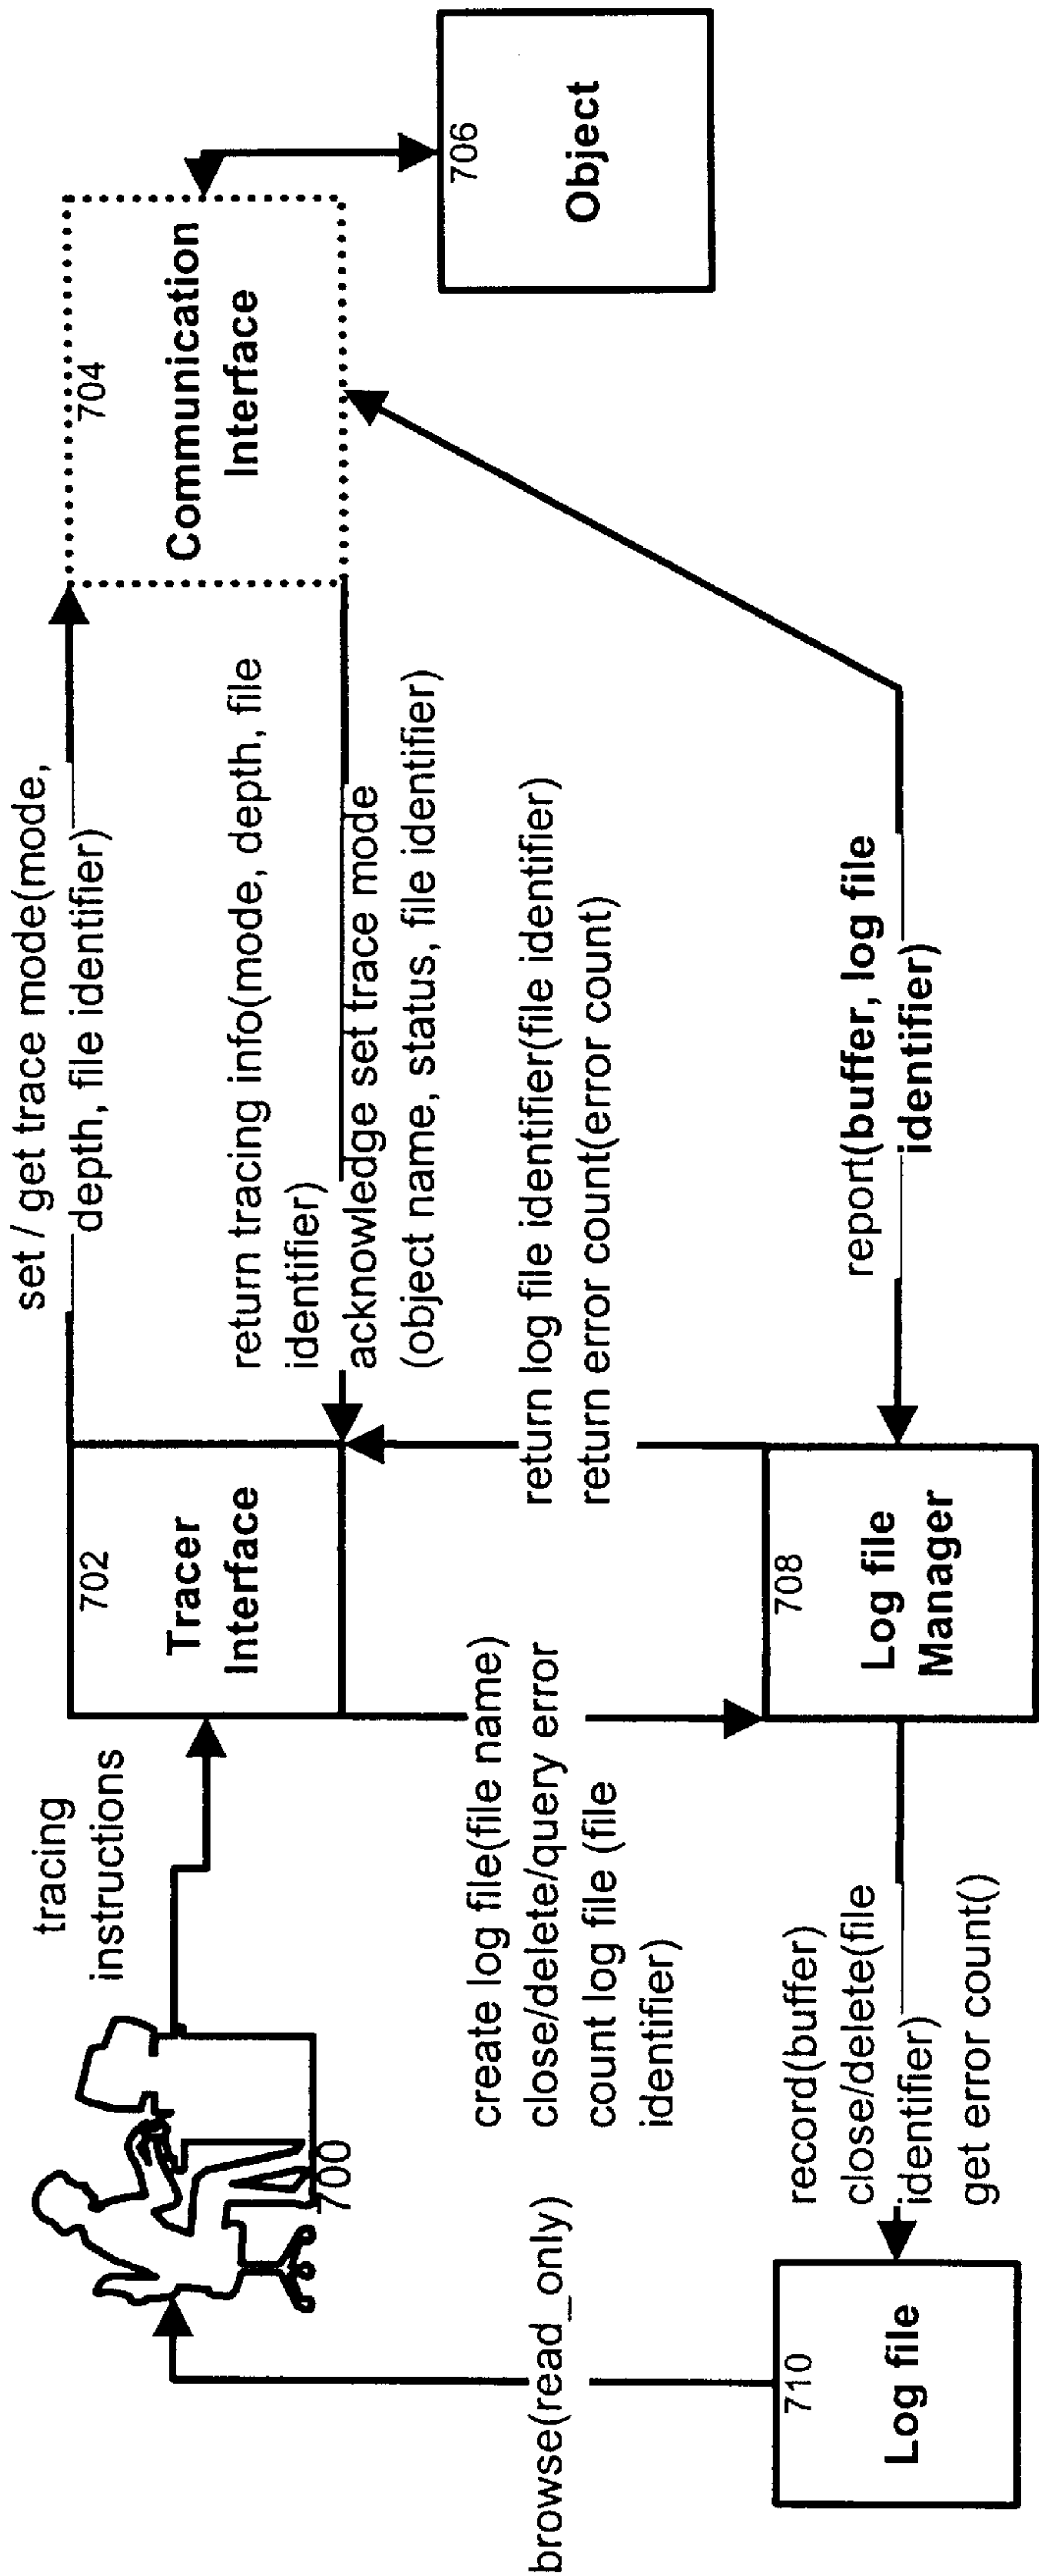 set / get trace mode(mode,
depth, file identifier)
tracing
instructions
702
Tracer
Interface
704
Communication
Interface
return tracing info(mode, depth, file
identifier)
acknowledge set trace mode
(object name, status, file identifier)
706
Object
700
create log file(file name)
close/delete/query error
count log file (file
identifier)
return log file identifier(file identifier)
return error count(error count)
browse(read_only)
710
Log file
record(buffer)
close/delete(file
identifier)
get error count()
708
Log file
Manager
report(buffer, log file
identifier)